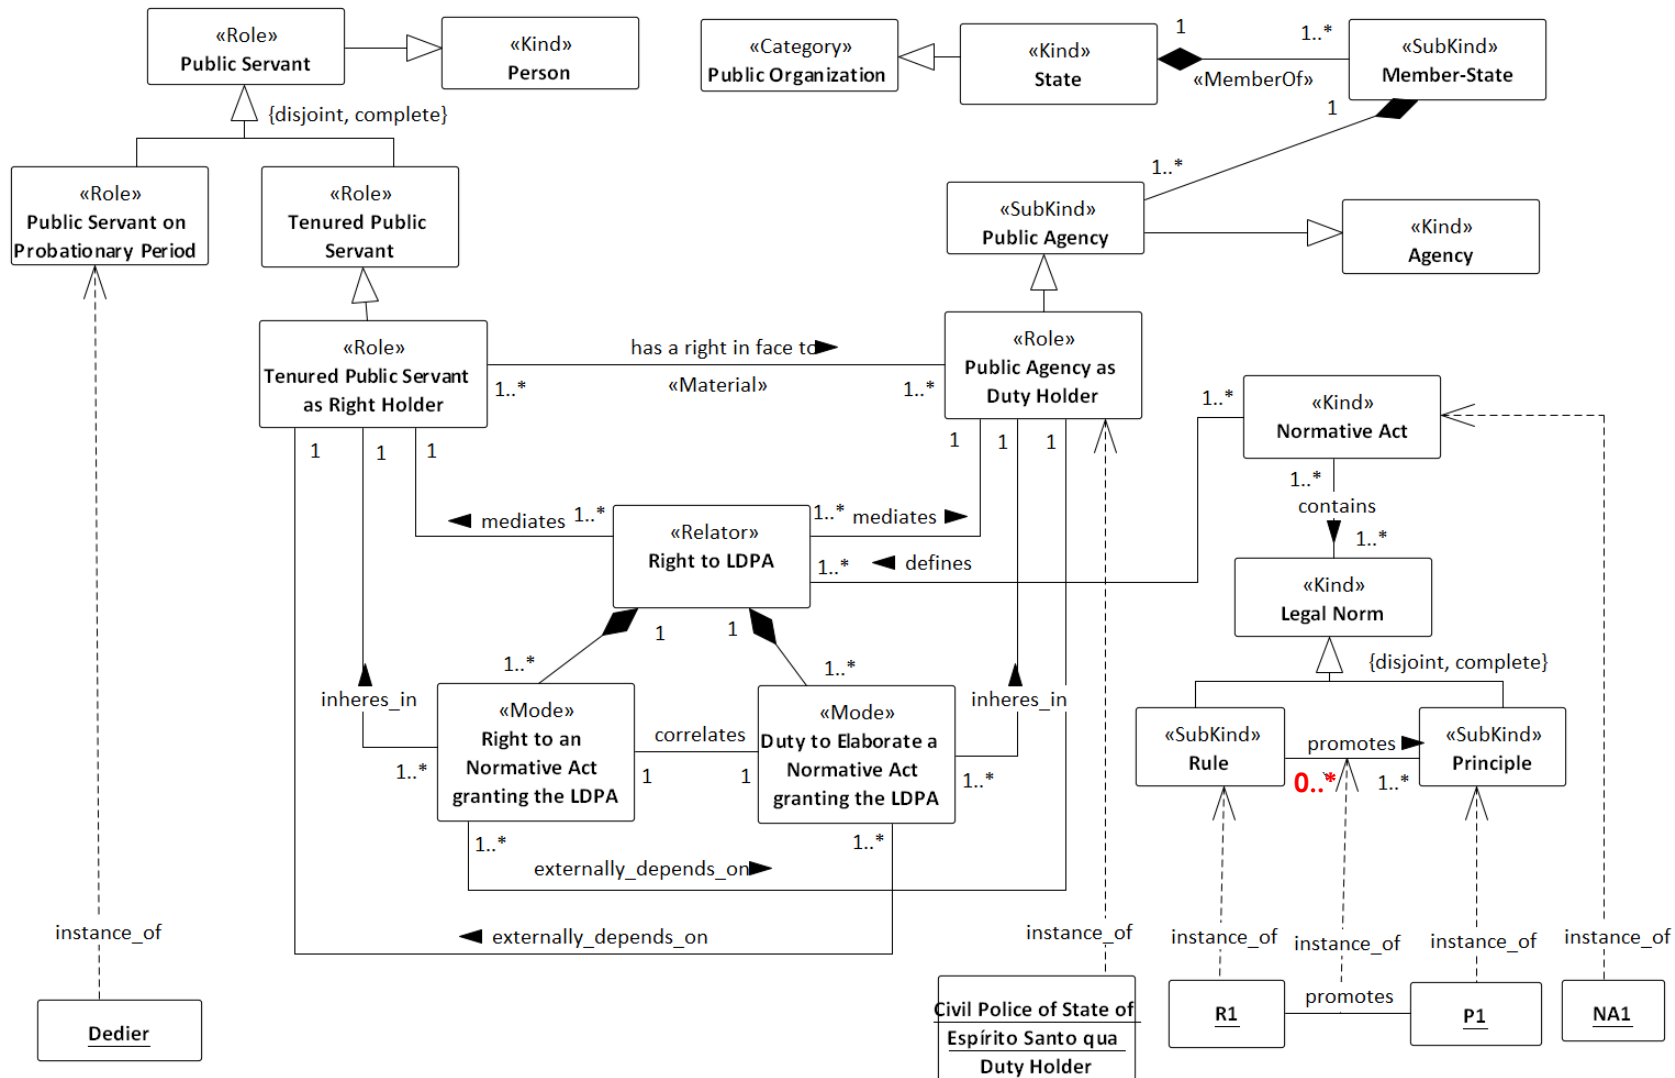 «Role»
Public Servant
«Kind»
Person
«Category»
Public Organization
«Kind»
State
1
1..*
«MemberOf»
«SubKind»
Member-State
{disjoint, complete}
1
1..*
«Role»
Public Servant on
Probationary Period
«Role»
Tenured Public
Servant
«SubKind»
Public Agency
«Kind»
Agency
«Role»
Tenured Public Servant
as Right Holder
has a right in face to
«Material»
1..*
1..*
«Role»
Public Agency as
Duty Holder
«Kind»
Normative Act
1..*
1
1
1
1
1
1
1..*
contains
1..*
mediates
1..*
«Relator»
Right to LDPA
1..*
mediates
1..*
defines
«Kind»
Legal Norm
1
1
1..*
1..*
{disjoint, complete}
inheres_in
inheres_in
«Mode»
Right to an
Normative Act
granting the LDPA
correlates
1
1
«Mode»
Duty to Elaborate a
Normative Act
granting the LDPA
1..*
1..*
«SubKind»
Rule
promotes
0..*
1..*
«SubKind»
Principle
1..*
1..*
externally_depends_on
externally_depends_on
instance_of
instance_of
instance_of
instance_of
instance_of
instance_of
Dedier
Civil Police of State of
Espírito Santo qua
Duty Holder
R1
promotes
P1
NA1